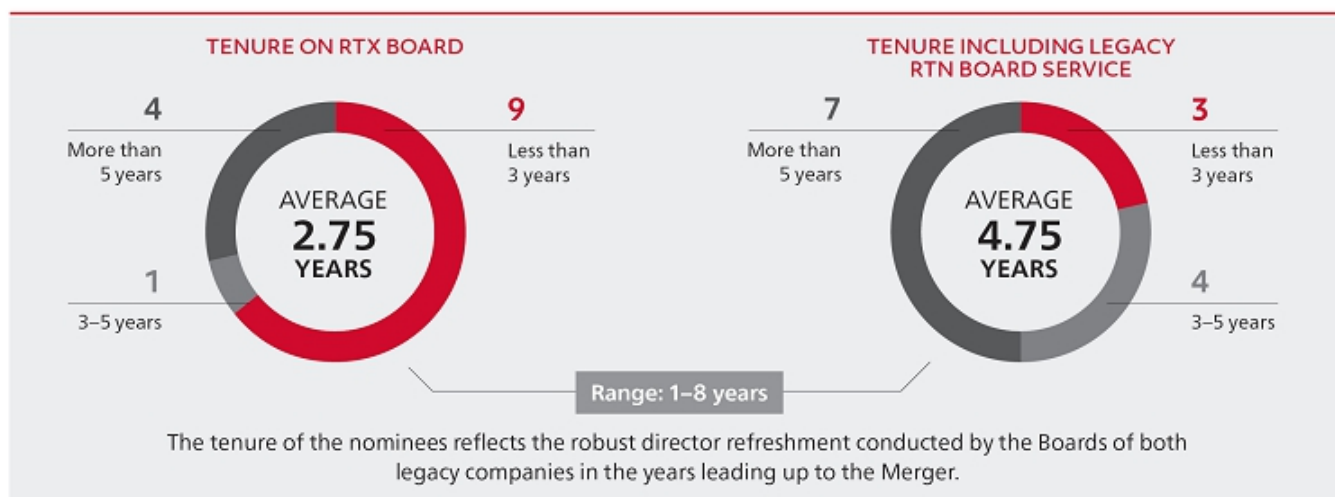 TENURE ON RTX BOARD
4
More than
5 years
9
Less than
3 years
AVERAGE
2.75
YEARS
1
3–5 years
TENURE INCLUDING LEGACY
RTN BOARD SERVICE
7
More than
5 years
3
Less than
3 years
AVERAGE
4.75
YEARS
4
3–5 years
Range: 1–8 years
The tenure of the nominees reflects the robust director refreshment conducted by the Boards of both
legacy companies in the years leading up to the Merger.